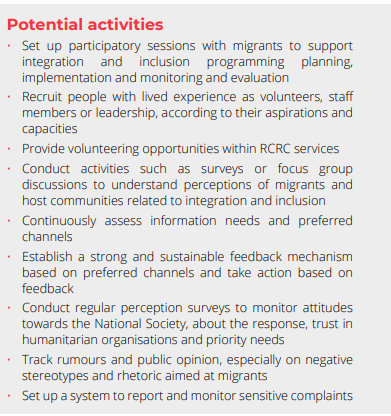 Potential activities
· Set up participatory sessions with migrants to support
integration and inclusion programming planning,
implementation and monitoring and evaluation
· Recruit people with lived experience as volunteers, staff
members or leadership, according to their aspirations and
capacities
· Provide volunteering opportunities within RCRC services
· Conduct activities such as surveys or focus group
discussions to understand perceptions of migrants and
host communities related to integration and inclusion
· Continuously assess information needs and preferred
channels
· Establish a strong and sustainable feedback mechanism
based on preferred channels and take action based on
feedback
· Conduct regular perception surveys to monitor attitudes
towards the National Society, about the response, trust in
humanitarian organisations and priority needs
· Track rumours and public opinion, especially on negative
stereotypes and rhetoric aimed at migrants
· Set up a system to report and monitor sensitive complaints